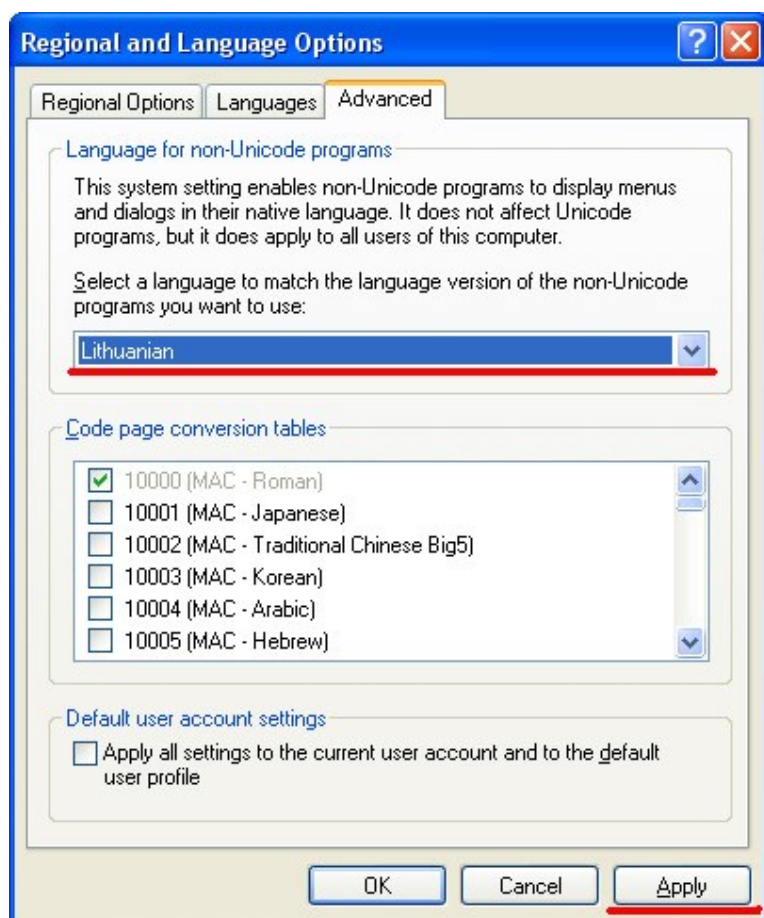 Regional and Language Options
Regional Options Languages Advanced
Language for non-Unicode programs
This system setting enables non-Unicode programs to display menus
and dialogs in their native language. It does not affect Unicode
programs, but it does apply to all users of this computer.
Select a language to match the language version of the non-Unicode
programs you want to use:
Lithuanian
Code page conversion tables
10000 (MAC - Roman)
10001 (MAC - Japanese)
10002 (MAC - Traditional Chinese Big5)
10003 (MAC - Korean)
10004 (MAC - Arabic)
10005 (MAC - Hebrew)
Default user account settings
Apply all settings to the current user account and to the default
user profile
OK Cancel Apply